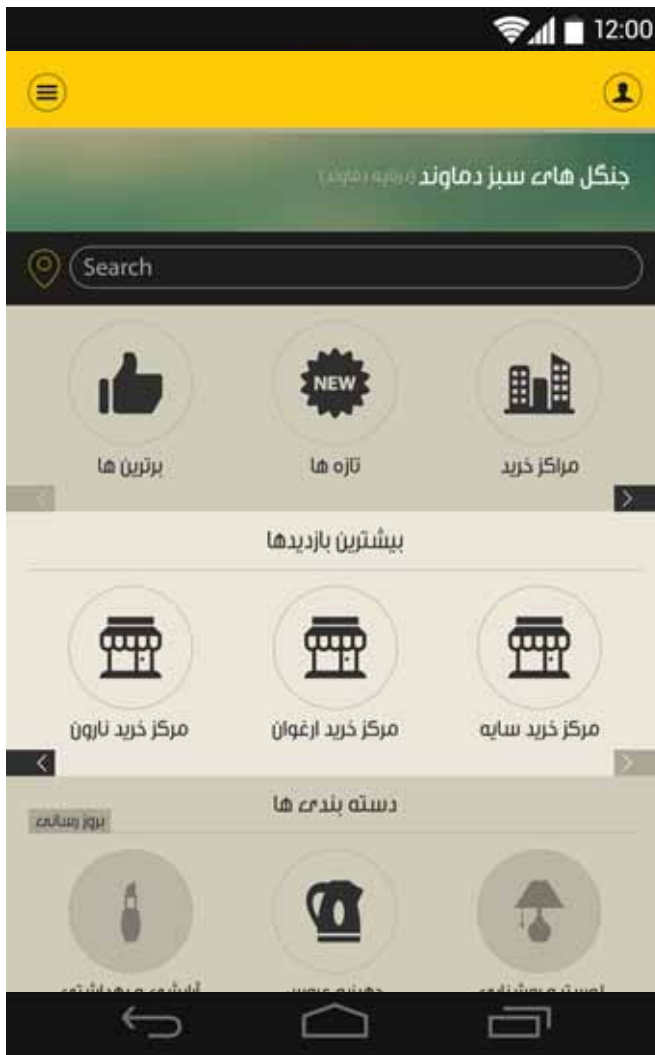 12:00
جنگل های سبز دماوند
Search
مراکز خرید
تازه ها
NEW
برترین ها
بیشترین بازدیدها
مرکز خرید سایه
مرکز خرید ارغوان
مرکز خرید نارون
دسته بندی ها
بروز رسانی